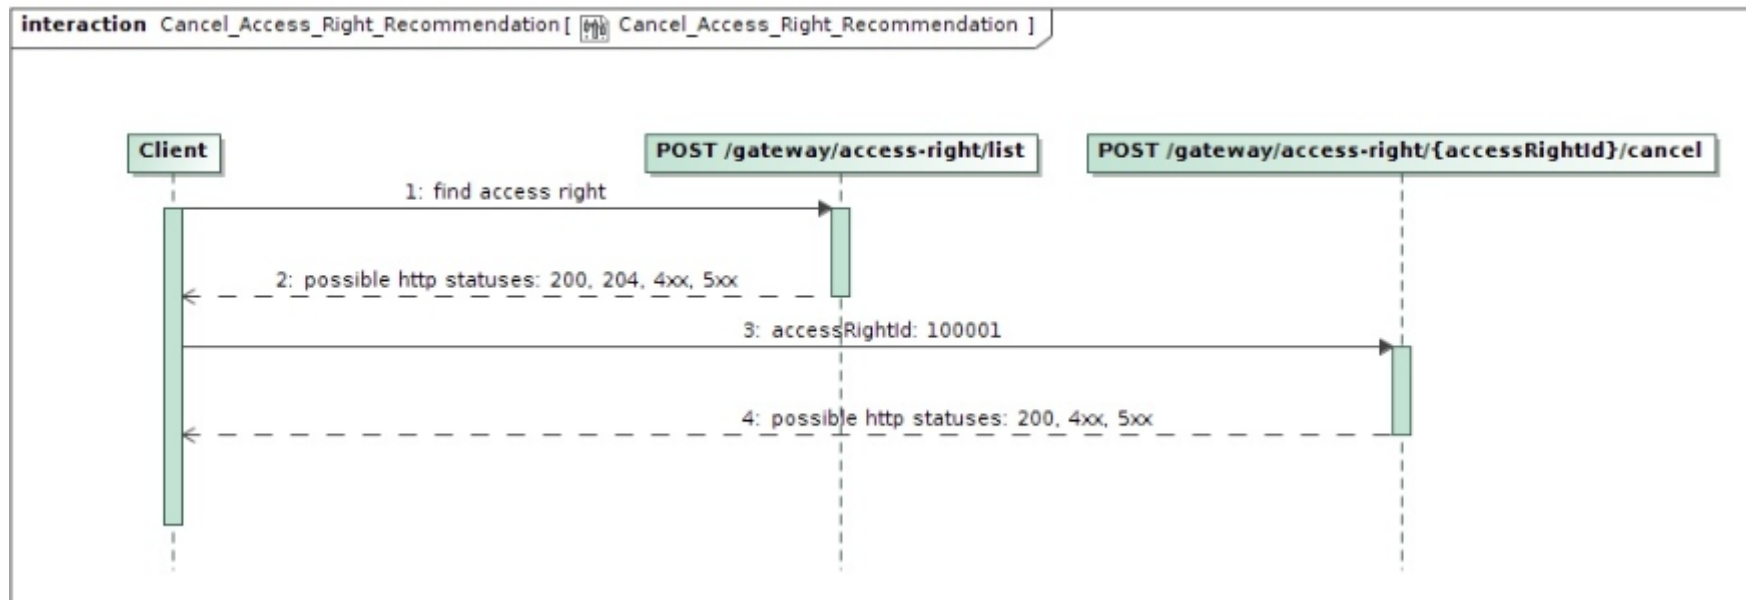 interaction Cancel_Access_Right_Recommendation [ Cancel_Access_Right_Recommendation ]
Client
POST /gateway/access-right/list
POST /gateway/access-right/{accessRightId}/cancel
1: find access right
2: possible http statuses: 200, 204, 4xx, 5xx
3: accessRightId: 100001
4: possible http statuses: 200, 4xx, 5xx